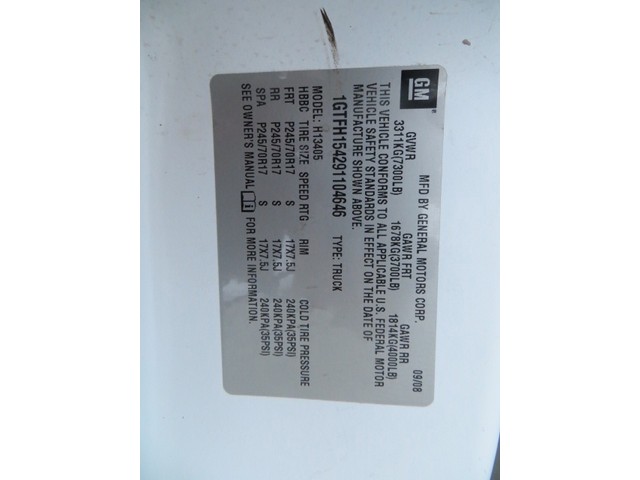 GM®
MFD BY GENERAL MOTORS CORP. 09/08
GVWR GAWR FRT GAWR RR
3311KG(7300LB) 1678KG(3700LB) 1814KG(4000LB)
THIS VEHICLE CONFORMS TO ALL APPLICABLE U.S. FEDERAL MOTOR
VEHICLE SAFETY STANDARDS IN EFFECT ON THE DATE OF
MANUFACTURE SHOWN ABOVE.
1GTFH154291104646 TYPE: TRUCK
MODEL: H13405
HBBC TIRE SIZE SPEED RTG RIM COLD TIRE PRESSURE
FRT P245/70R17 S 17X7.5J 240KPA(35PSI)
RR P245/70R17 S 17X7.5J 240KPA(35PSI)
SPA P245/70R17 S 17X7.5J 240KPA(35PSI)
SEE OWNER'S MANUAL FOR MORE INFORMATION.